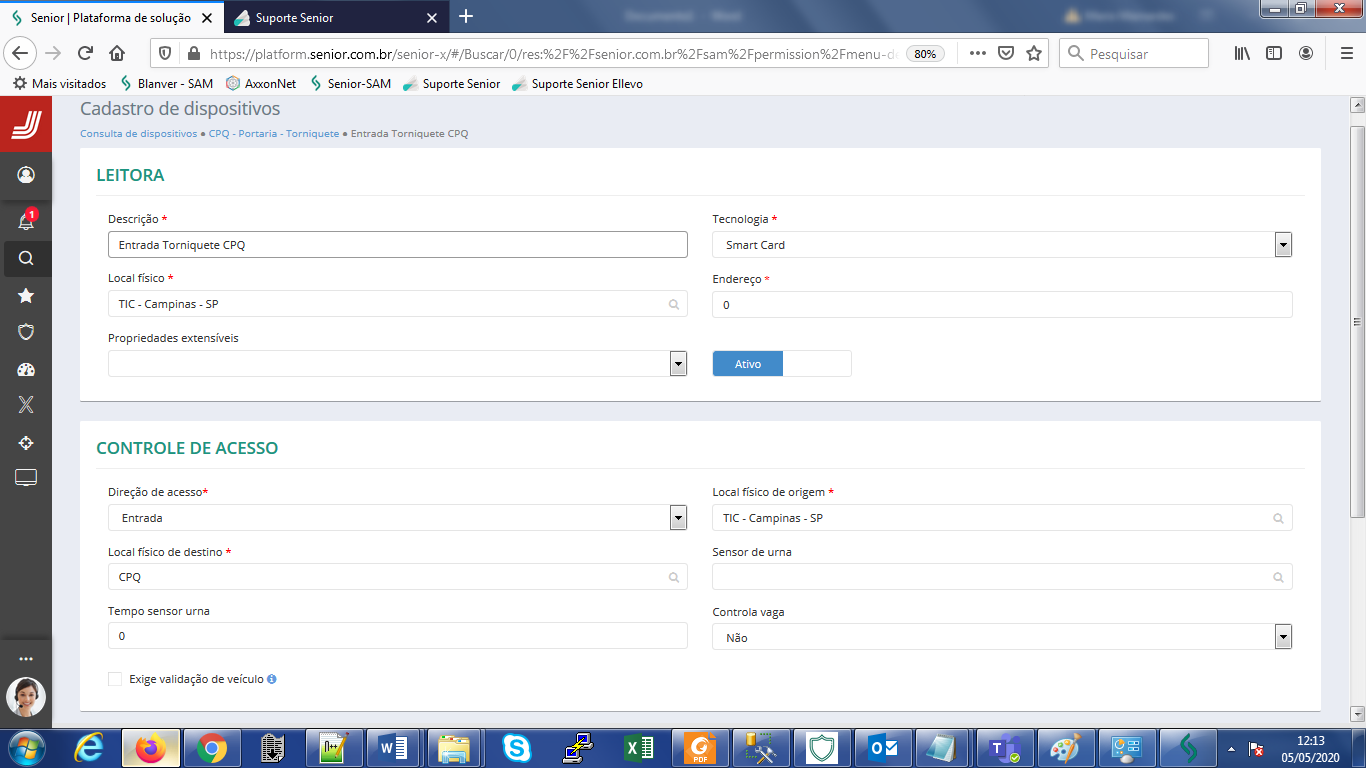 Senior | Plataforma de solução
Suporte Senior
https://platform.senior.com.br/senior-x/#/Buscar/0/res:%2F%2Fsenior.com.br%2Fsam%2Fpermission%2Fmenu-d
80%
Pesquisar
Mais visitados
Blanver - SAM
AxxonNet
Senior-SAM
Suporte Senior
Suporte Senior Ellevo
Cadastro de dispositivos
Consulta de dispositivos ● CPQ - Portaria - Torniquete ● Entrada Torniquete CPQ
1
LEITORA
Descrição *
Tecnologia *
Entrada Torniquete CPQ
Smart Card
Local físico *
Endereço *
TIC - Campinas - SP
0
Propriedades extensíveis
Ativo
CONTROLE DE ACESSO
Direção de acesso*
Local físico de origem *
Entrada
TIC - Campinas - SP
Local físico de destino *
Sensor de urna
CPQ
Tempo sensor urna
Controla vaga
0
Não
Exige validação de veículo
12:13
05/05/2020